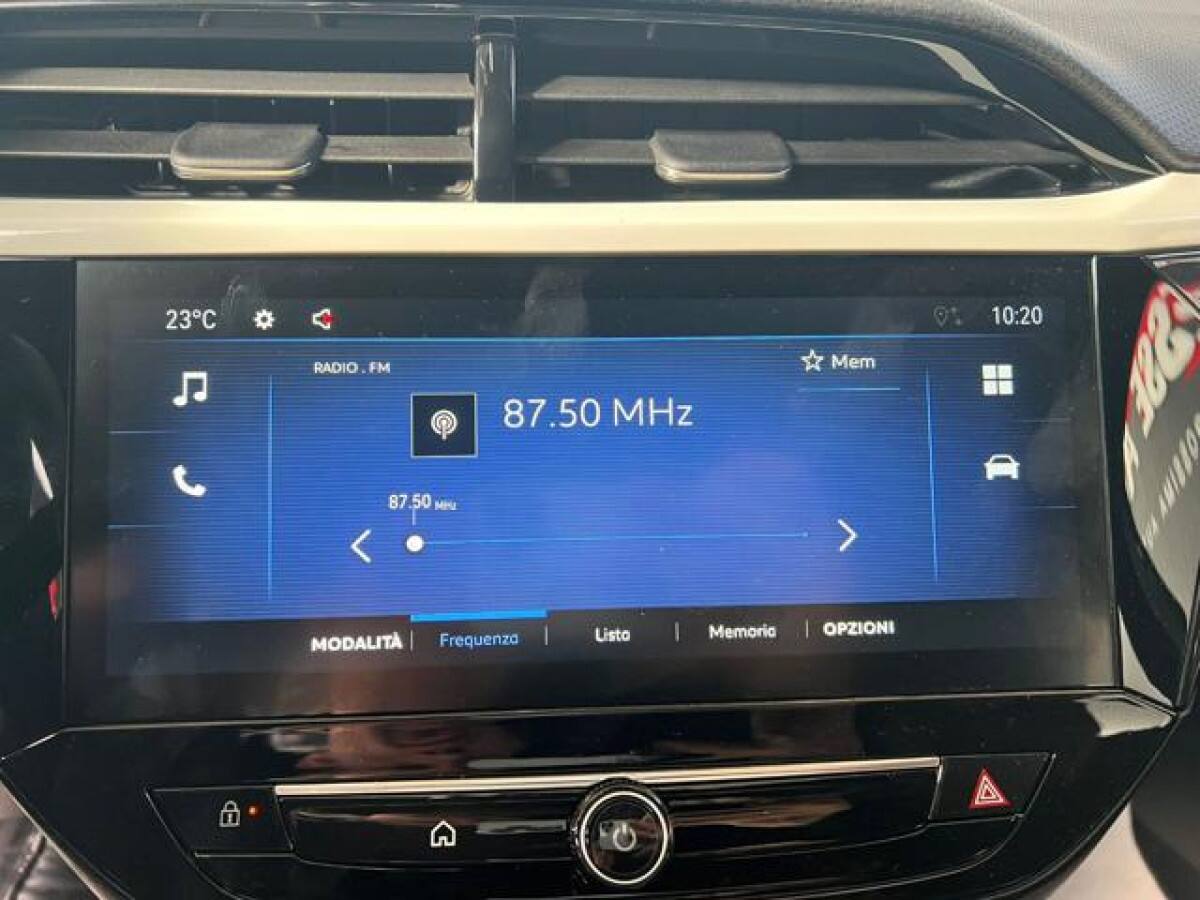 23°C
10:20
RADIO . FM
Mem
87.50 MHz
87.50 MHz
MODALITÀ
Frequenza
Lista
Memoria
OPZIONI